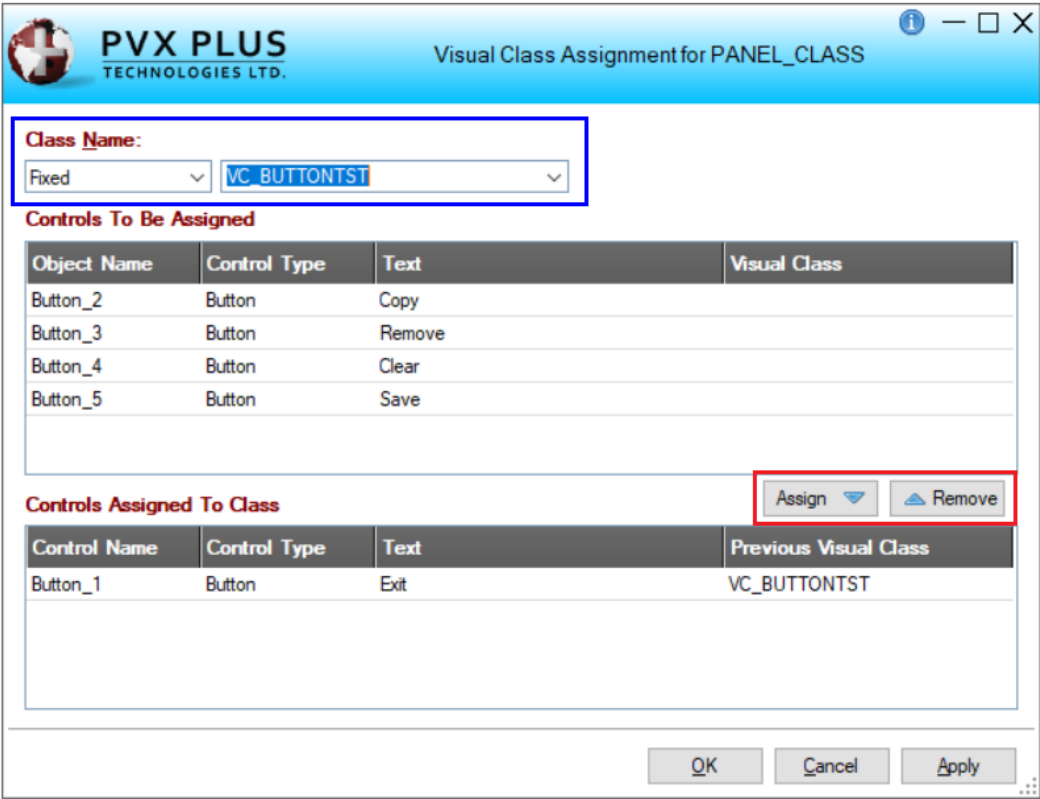 PVX PLUS
TECHNOLOGIES LTD.
Visual Class Assignment for PANEL_CLASS
Class Name:
Fixed VC_BUTTONTST
Controls To Be Assigned
Object Name Control Type Text Visual Class
Button_2 Button Copy
Button_3 Button Remove
Button_4 Button Clear
Button_5 Button Save
Assign Remove
Controls Assigned To Class
Control Name Control Type Text Previous Visual Class
Button_1 Button Exit VC_BUTTONTST
OK Cancel Apply